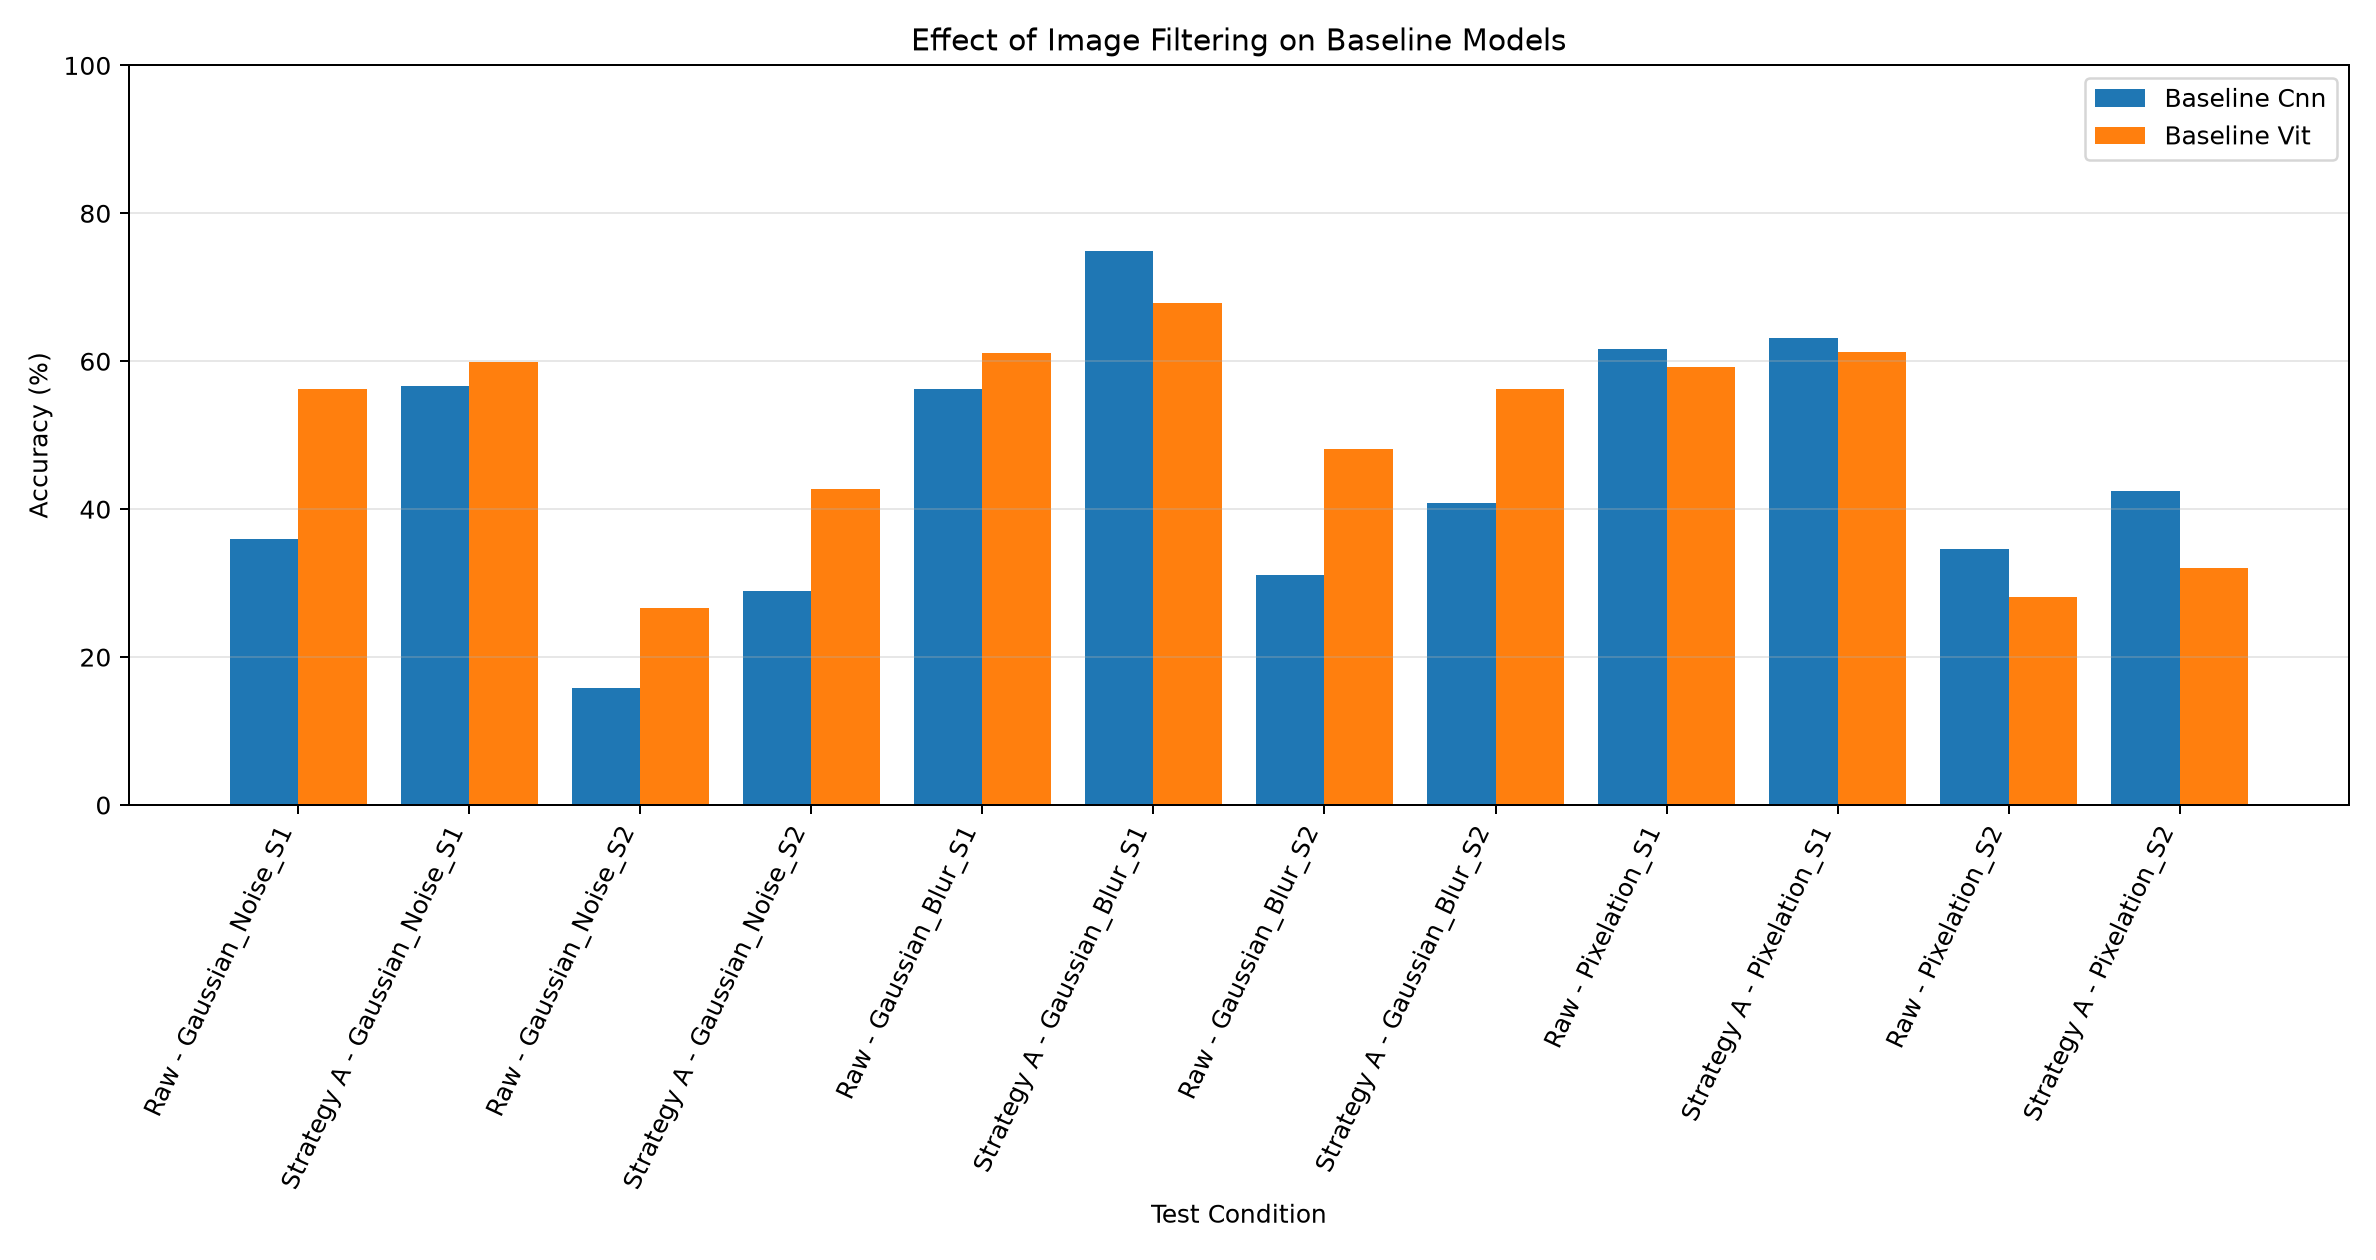 Effect of Image Filtering on Baseline Models
Baseline Cnn
Baseline Vit
Accuracy (%)
100
80
60
40
20
0
Raw - Gaussian_Noise_S1
Strategy A - Gaussian_Noise_S1
Raw - Gaussian_Noise_S2
Strategy A - Gaussian_Noise_S2
Raw - Gaussian_Blur_S1
Strategy A - Gaussian_Blur_S1
Raw - Gaussian_Blur_S2
Strategy A - Gaussian_Blur_S2
Raw - Pixelation_S1
Strategy A - Pixelation_S1
Raw - Pixelation_S2
Strategy A - Pixelation_S2
Test Condition